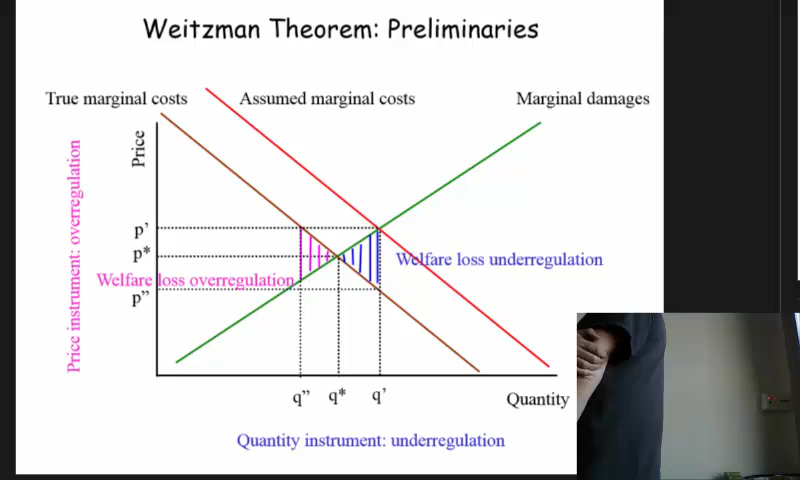 Weitzman Theorem: Preliminaries
True marginal costs
Assumed marginal costs
Marginal damages
Price instrument: overregulation
Price
p’
p*
Welfare loss underregulation
Welfare loss overregulation
p”
q”
q*
q’
Quantity
Quantity instrument: underregulation